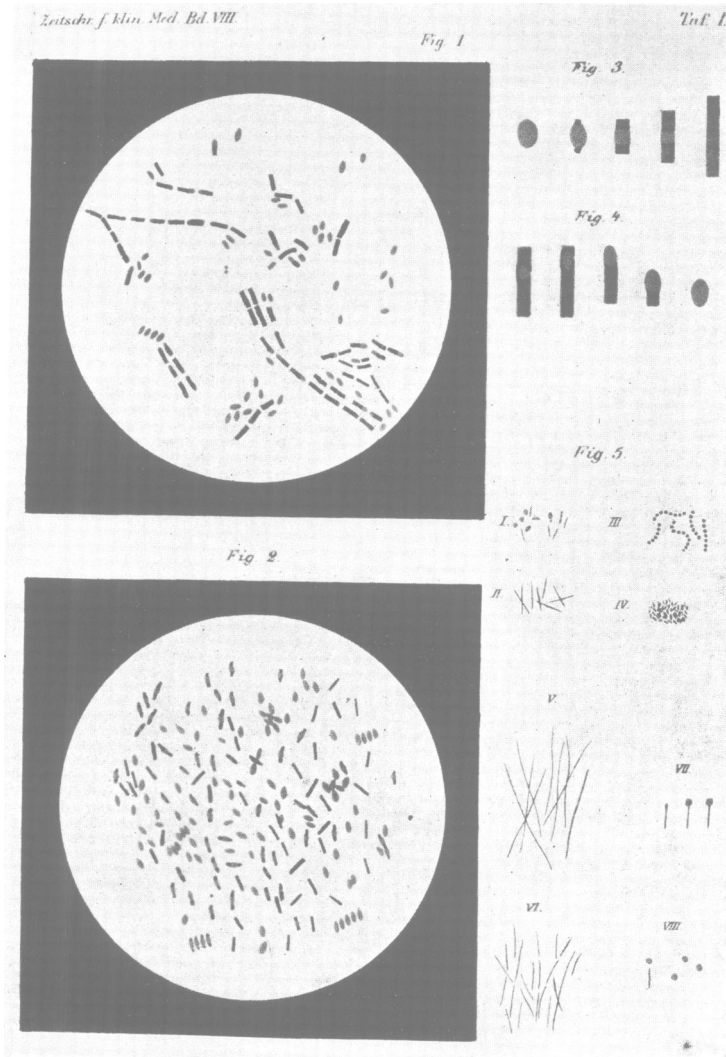 Zeitschr. f. klin. Med. Bd. VIII.
Taf. I.
Fig. 1
Fig. 3.
Fig. 4.
Fig. 5.
I.
III
II.
IV.
Fig 2
V.
VII.
VI.
VIII.